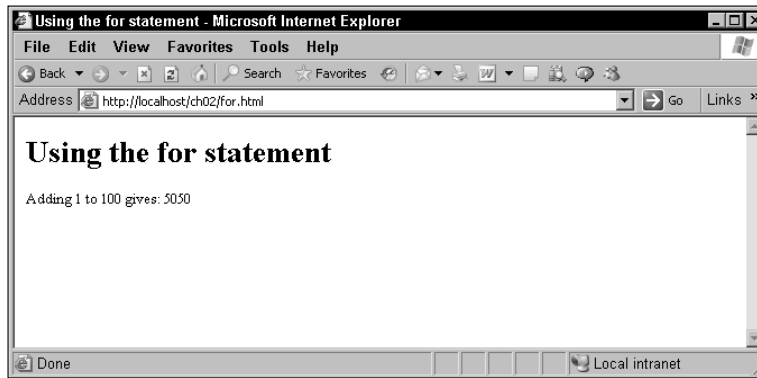 Using the for statement - Microsoft Internet Explorer
File Edit View Favorites Tools Help
Back Search Favorites
Address http://localhost/ch02/for.html Go Links »
Using the for statement
Adding 1 to 100 gives: 5050
Done Local intranet